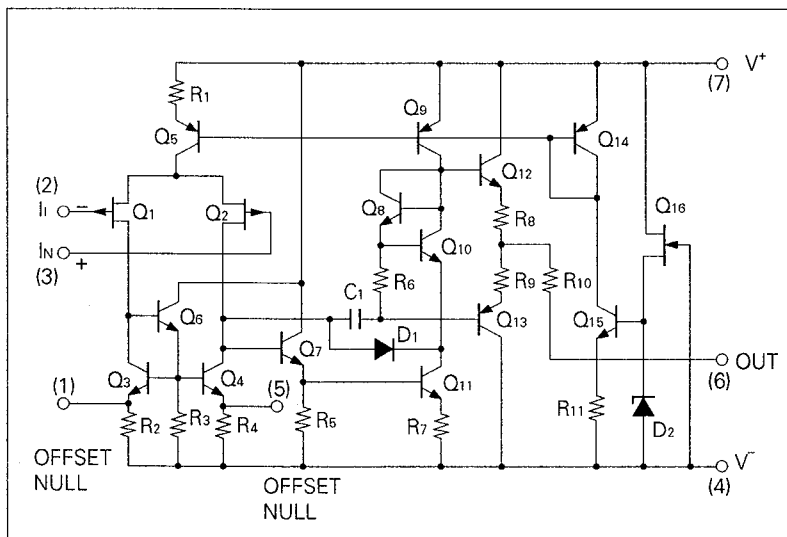 V⁺
(7)
R₁
Q₅
Q₉
Q₁₄
Q₁₂
(2)
I₁ −
Q₁
Q₂
Q₈
R₈
Q₁₆
Q₁₀
I_N +
(3)
R₆
R₉
R₁₀
C₁
Q₆
Q₁₃
Q₁₅
D₁
Q₇
OUT
(6)
(1)
Q₃
Q₄
(5)
Q₁₁
R₂
R₃
R₄
R₅
R₇
R₁₁
D₂
V⁻
(4)
OFFSET
NULL
OFFSET
NULL